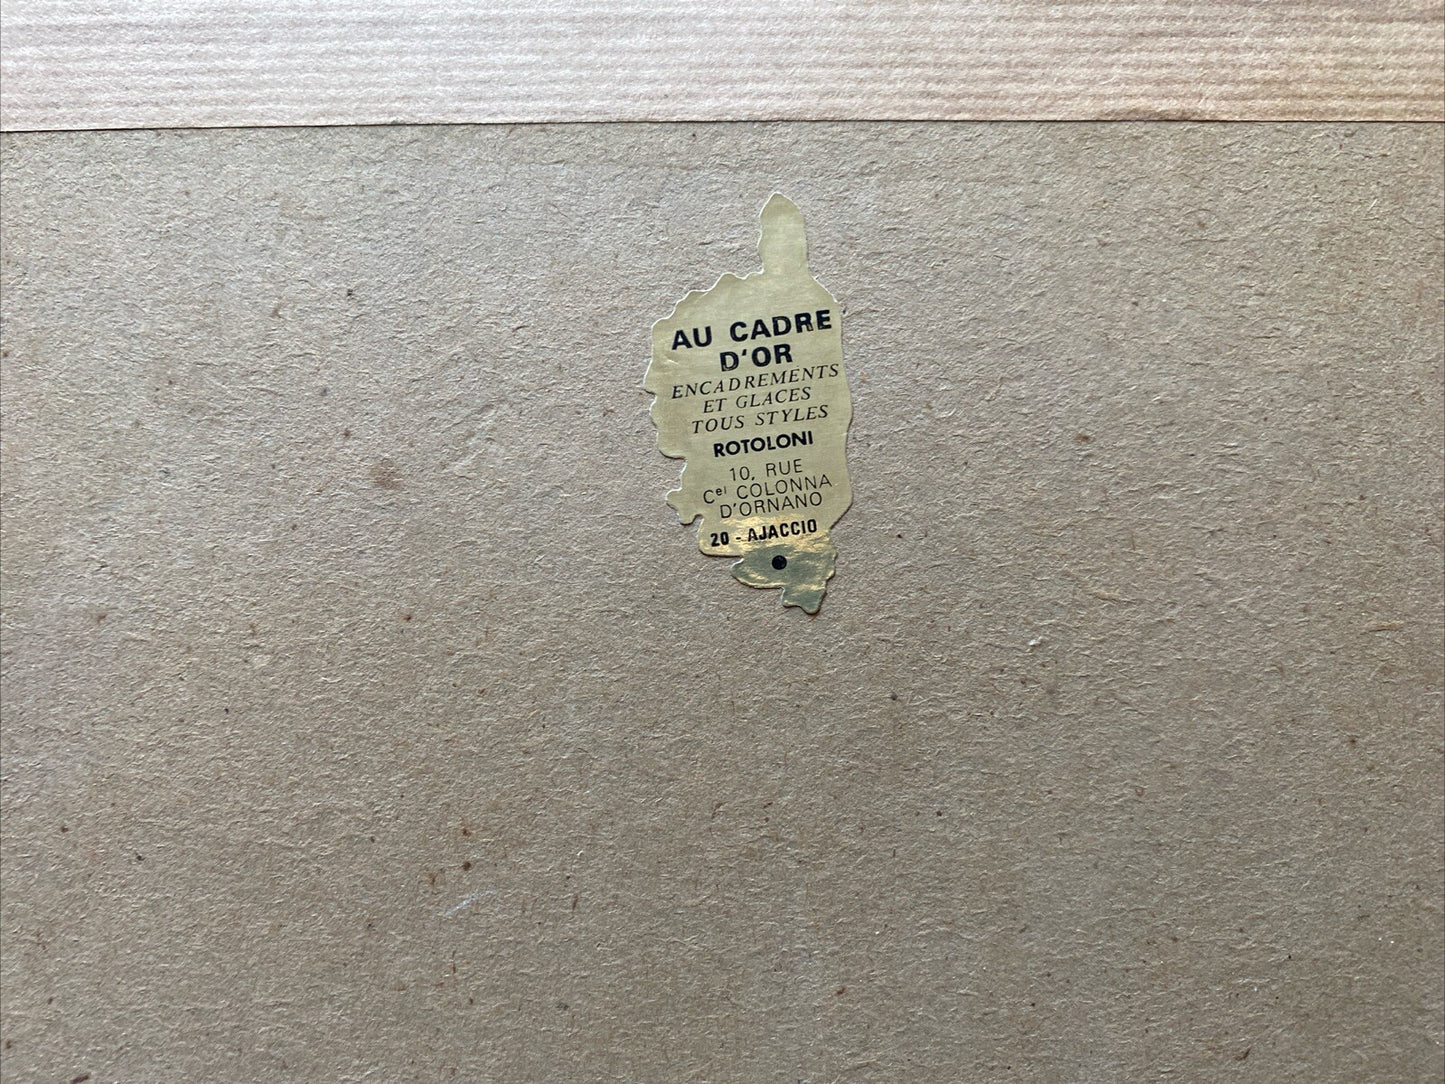 AU CADRE
D'OR
ENCADREMENTS
ET GLACES
TOUS STYLES
ROTOLONI
10, RUE
Cel COLONNA
D'ORNANO
20 - AJACCIO